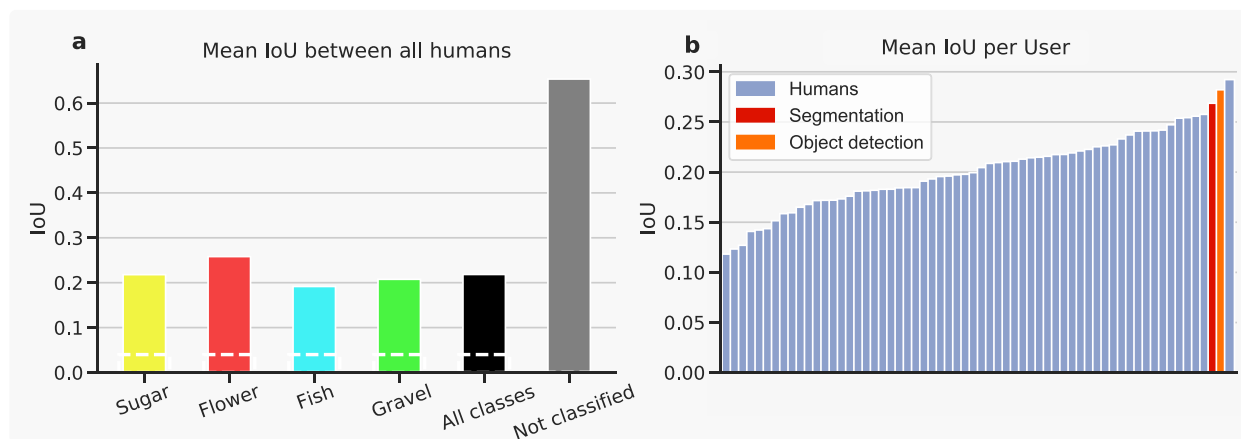 a
Mean IoU between all humans
IoU
0.6
0.5
0.4
0.3
0.2
0.1
0.0
Sugar
Flower
Fish
Gravel
All classes
Not classified
b
Mean IoU per User
IoU
0.30
0.25
0.20
0.15
0.10
0.05
0.00
Humans
Segmentation
Object detection